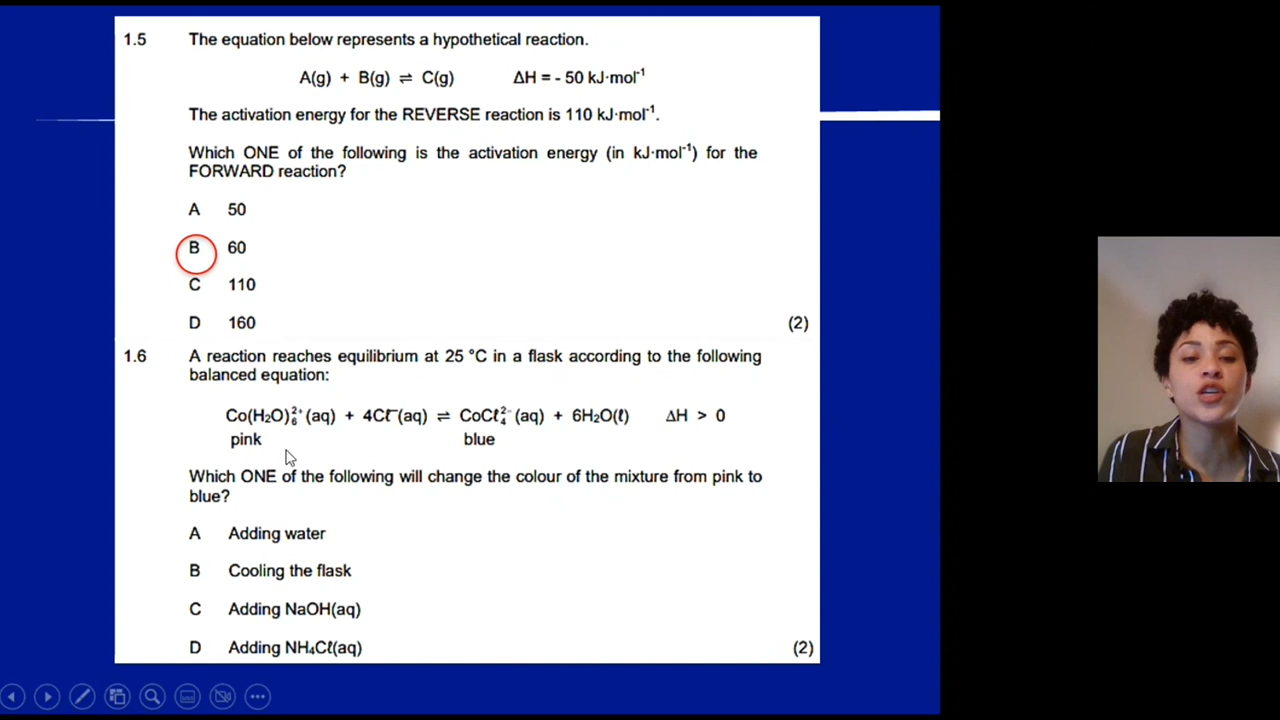 1.5 The equation below represents a hypothetical reaction.
A(g) + B(g) ⇌ C(g) ΔH = - 50 kJ·mol⁻¹
The activation energy for the REVERSE reaction is 110 kJ·mol⁻¹.
Which ONE of the following is the activation energy (in kJ·mol⁻¹) for the
FORWARD reaction?
A 50
B 60
C 110
D 160 (2)
1.6 A reaction reaches equilibrium at 25 °C in a flask according to the following
balanced equation:
Co(H₂O)₆²⁺(aq) + 4Cℓ⁻(aq) ⇌ CoCℓ₄²⁻(aq) + 6H₂O(ℓ) ΔH > 0
pink blue
Which ONE of the following will change the colour of the mixture from pink to
blue?
A Adding water
B Cooling the flask
C Adding NaOH(aq)
D Adding NH₄Cℓ(aq) (2)